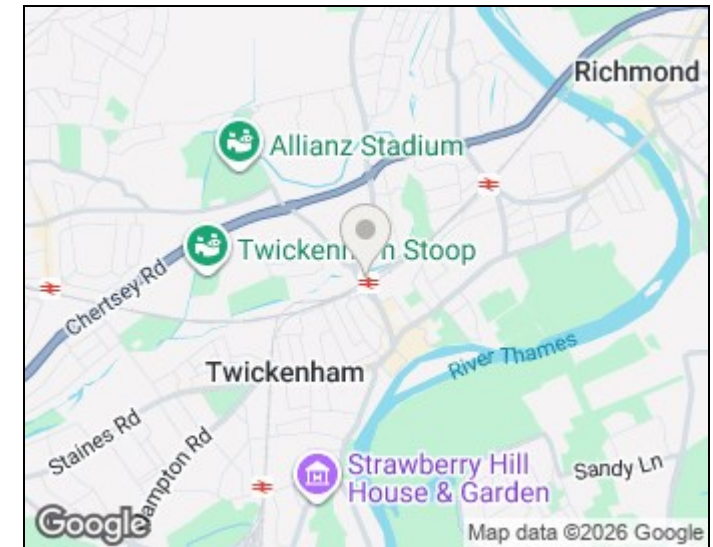 Richmond
Allianz Stadium
Twickenham Stoop
Chertsey Rd
Twickenham
River Thames
Staines Rd
Hampton Rd
Strawberry Hill
House & Garden
Sandy Ln
Google
Map data ©2026 Google